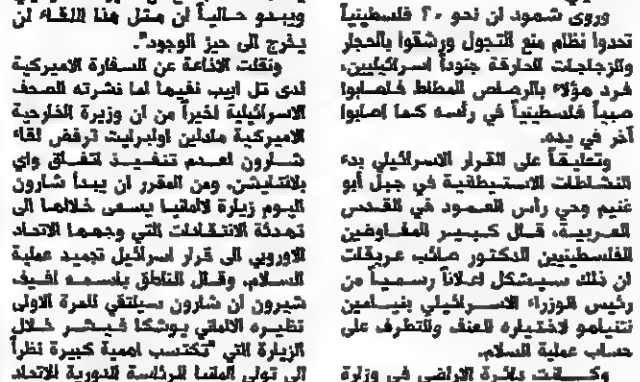 وروى شهود ان نحو ٢٠ فلسطينياً
تحدوا نظام منع التجول ورشقوا بالحجار
والزجاجات الحارقة جنوداً اسرائيليين،
فرد هؤلاء بالرصاص المطاط فاصابوا
صبياً فلسطينياً في رأسه كما اصابوا
آخر في يده.
وتعليقاً على القرار الاسرائيلي بدء
النشاطات الاستيطانية في جبل أبو
غنيم وحي رأس العمود في القدس
العربية، قال كبير المفاوضين
الفلسطينيين الدكتور صائب عريقات
ان ذلك سيشكل اعلاناً رسمياً من
رئيس الوزراء الاسرائيلي بنيامين
نتنياهو لاختياره العنف والتطرف على
حساب عملية السلام.
وكانت دائرة الاراضي في وزارة
ويبدو حالياً ان مثل هذا اللقاء لن
يخرج الى حيز الوجود".
ونقلت الاذاعة عن السفارة الاميركية
لدى تل ابيب نفيها لما نشرته الصحف
الاسرائيلية اخيراً من ان وزيرة الخارجية
الاميركية مادلين اولبرايت ترفض لقاء
شارون لعدم تنفيذ اتفاق واي
بلانتايشن. ومن المقرر ان يبدأ شارون
اليوم زيارة لالمانيا يسعى خلالها الى
تهدئة الانتقادات التي وجهها الاتحاد
الاوروبي الى قرار اسرائيل تجميد عملية
السلام. وقال الناطق باسمه افيف
شيرون ان شارون سيلتقي للمرة الاولى
نظيره الالماني يوشكا فيشر خلال
الزيارة التي "تكتسب اهمية كبيرة نظراً
الى تولي المانيا الرئاسة الدورية للاتحاد